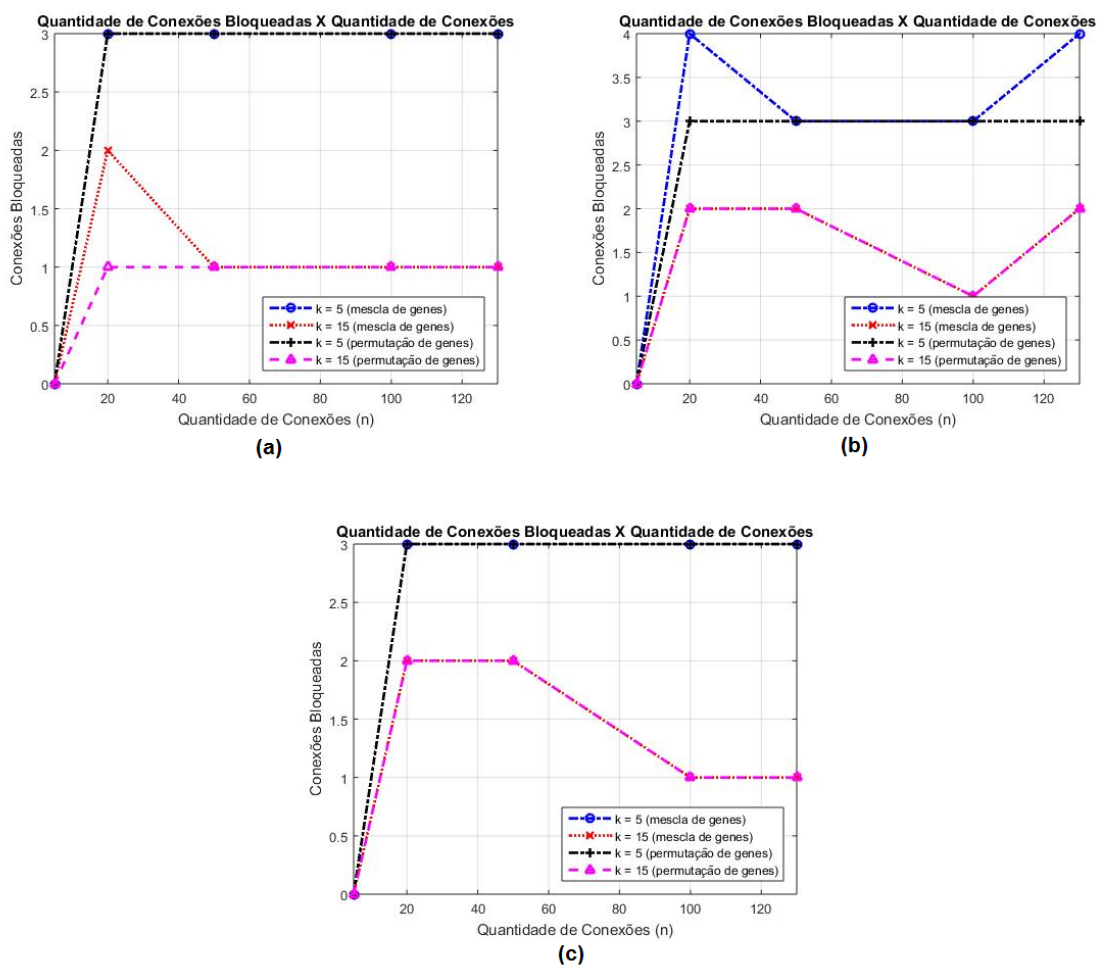 Quantidade de Conexões Bloqueadas X Quantidade de Conexões
3
2.5
2
1.5
1
0.5
0
Conexões Bloqueadas
k = 5 (mescla de genes)
k = 15 (mescla de genes)
k = 5 (permutação de genes)
k = 15 (permutação de genes)
20 40 60 80 100 120
Quantidade de Conexões (n)
(a)
Quantidade de Conexões Bloqueadas X Quantidade de Conexões
4
3.5
3
2.5
2
1.5
1
0.5
0
Conexões Bloqueadas
k = 5 (mescla de genes)
k = 15 (mescla de genes)
k = 5 (permutação de genes)
k = 15 (permutação de genes)
20 40 60 80 100 120
Quantidade de Conexões (n)
(b)
Quantidade de Conexões Bloqueadas X Quantidade de Conexões
3
2.5
2
1.5
1
0.5
0
Conexões Bloqueadas
k = 5 (mescla de genes)
k = 15 (mescla de genes)
k = 5 (permutação de genes)
k = 15 (permutação de genes)
20 40 60 80 100 120
Quantidade de Conexões (n)
(c)